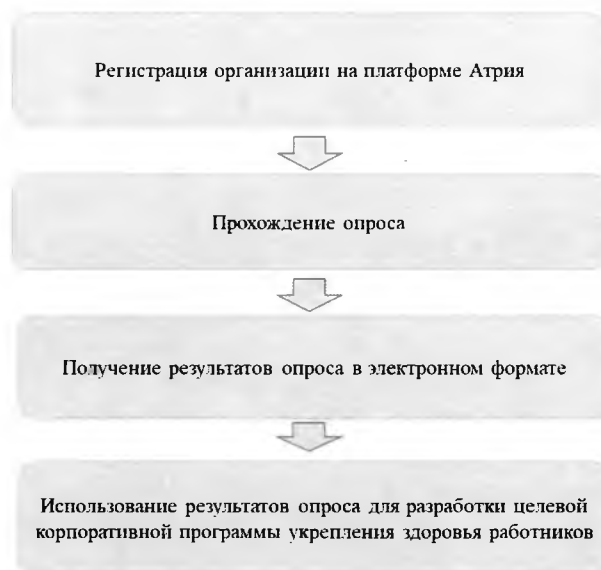 Регистрация организации на платформе Атрия
Прохождение опроса
Получение результатов опроса в электронном формате
Использование результатов опроса для разработки целевой
корпоративной программы укрепления здоровья работников